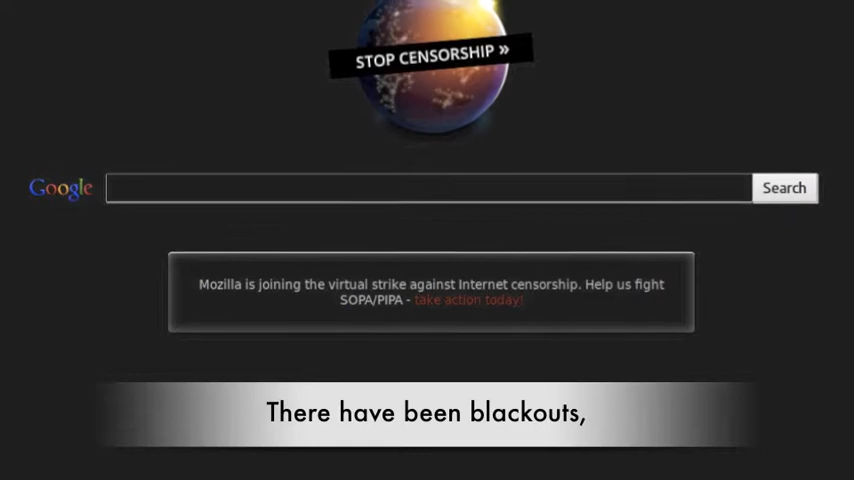 STOP CENSORSHIP »
Google
Search
Mozilla is joining the virtual strike against Internet censorship. Help us fight
SOPA/PIPA - take action today!
There have been blackouts,